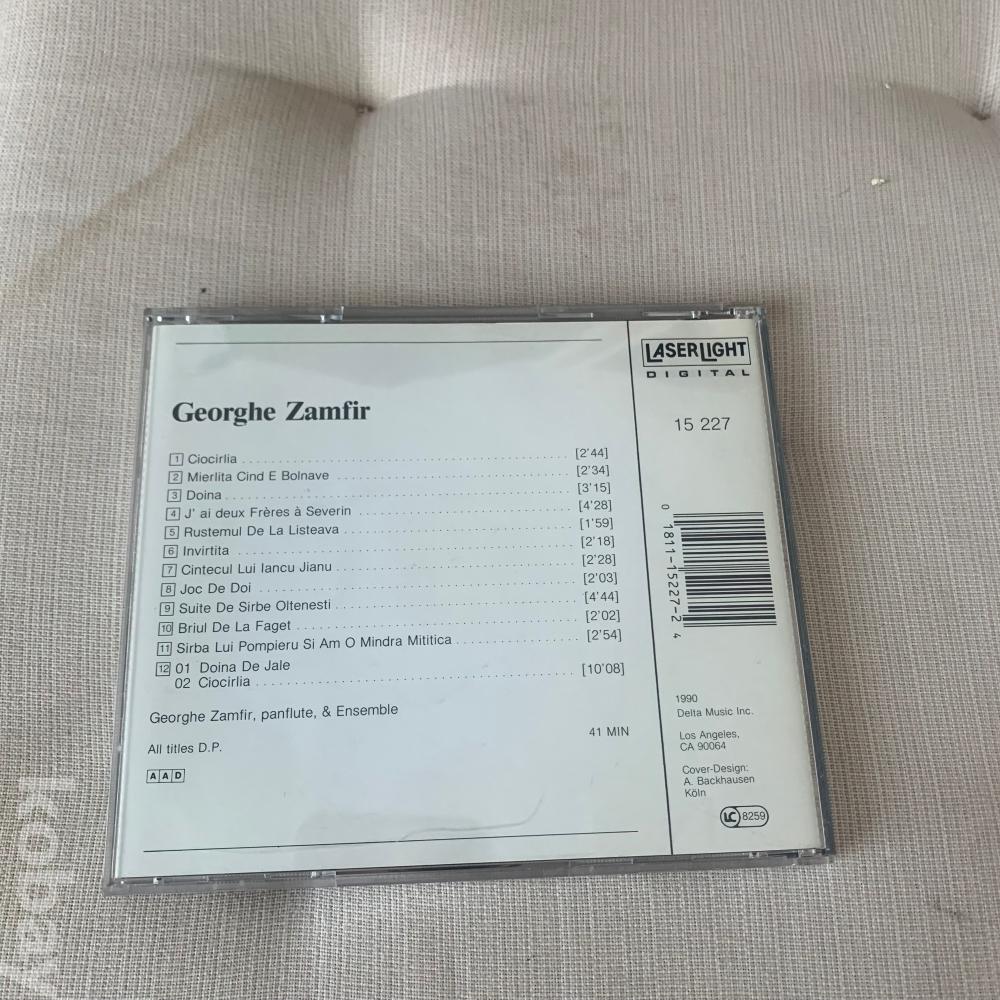 Georghe Zamfir
1 Ciocirlia [2'44]
2 Mierlita Cind E Bolnave [2'34]
3 Doina [3'15]
4 J' ai deux Frères à Severin [4'28]
5 Rustemul De La Listeava [1'59]
6 Invirtita [2'18]
7 Cintecul Lui Iancu Jianu [2'28]
8 Joc De Doi [2'03]
9 Suite De Sirbe Oltenesti [4'44]
10 Briul De La Faget [2'02]
11 Sirba Lui Pompieru Si Am O Mindra Mititica [2'54]
12 01 Doina De Jale
02 Ciocirlia [10'08]
Georghe Zamfir, panflute, & Ensemble
41 MIN
All titles D.P.
AAD
LASERLIGHT
DIGITAL
15 227
0 1811-15227-2 4
1990
Delta Music Inc.
Los Angeles,
CA 90064
Cover-Design:
A. Backhausen
Köln
LC 8259